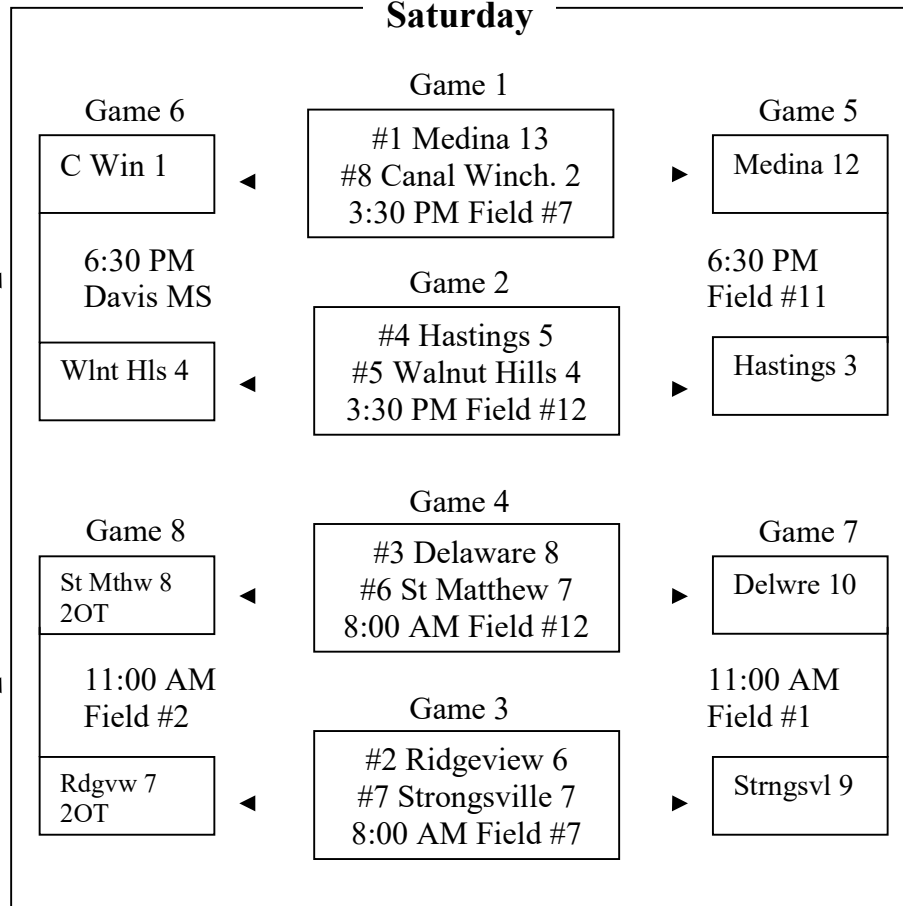 Saturday
Game 6
C Win 1
6:30 PM
Davis MS
Wlnt Hls 4
Game 1
#1 Medina 13
#8 Canal Winch. 2
3:30 PM Field #7
Game 2
#4 Hastings 5
#5 Walnut Hills 4
3:30 PM Field #12
Game 5
Medina 12
6:30 PM
Field #11
Hastings 3
Game 8
St Mthw 8
2OT
11:00 AM
Field #2
Rdgvw 7
2OT
Game 4
#3 Delaware 8
#6 St Matthew 7
8:00 AM Field #12
Game 3
#2 Ridgeview 6
#7 Strongsville 7
8:00 AM Field #7
Game 7
Delwre 10
11:00 AM
Field #1
Strngsvl 9